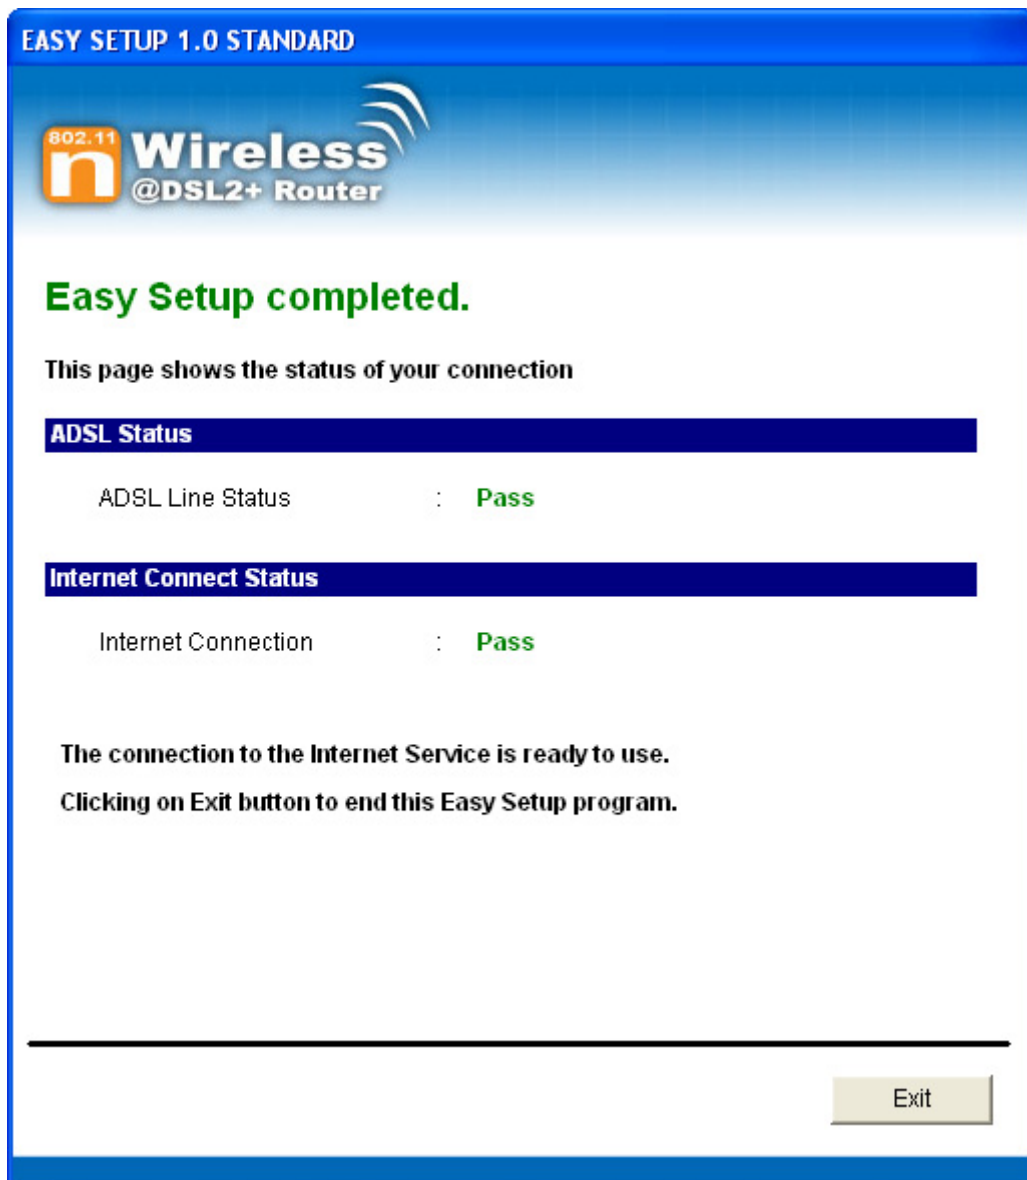 EASY SETUP 1.0 STANDARD
802.11
n Wireless
@DSL2+ Router
Easy Setup completed.
This page shows the status of your connection
ADSL Status
ADSL Line Status : Pass
Internet Connect Status
Internet Connection : Pass
The connection to the Internet Service is ready to use.
Clicking on Exit button to end this Easy Setup program.
Exit